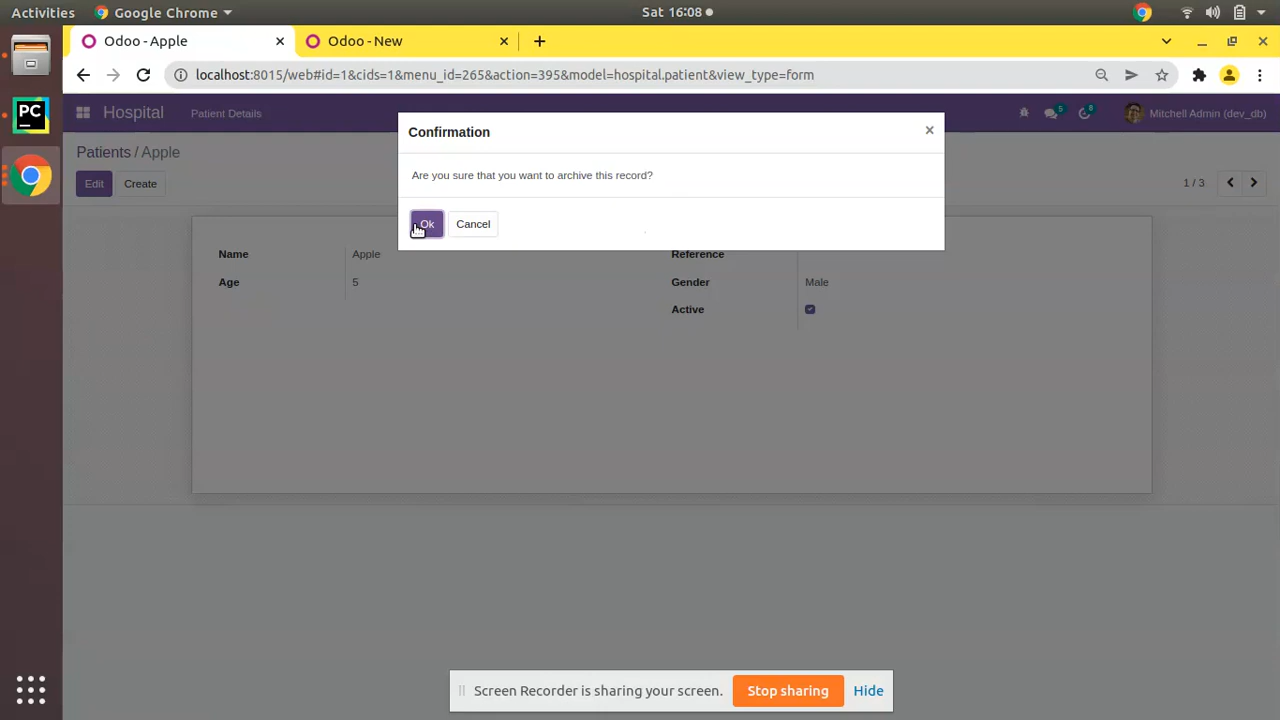 Activities
Google Chrome
Sat 16:08
Odoo - Apple
Odoo - New
localhost:8015/web#id=1&cids=1&menu_id=265&action=395&model=hospital.patient&view_type=form
PC
Hospital
Patient Details
5
8
Mitchell Admin (dev_db)
Confirmation
Patients / Apple
Are you sure that you want to archive this record?
Edit
Create
1 / 3
Ok
Cancel
Name
Apple
Reference
Age
5
Gender
Male
Active
Screen Recorder is sharing your screen.
Stop sharing
Hide